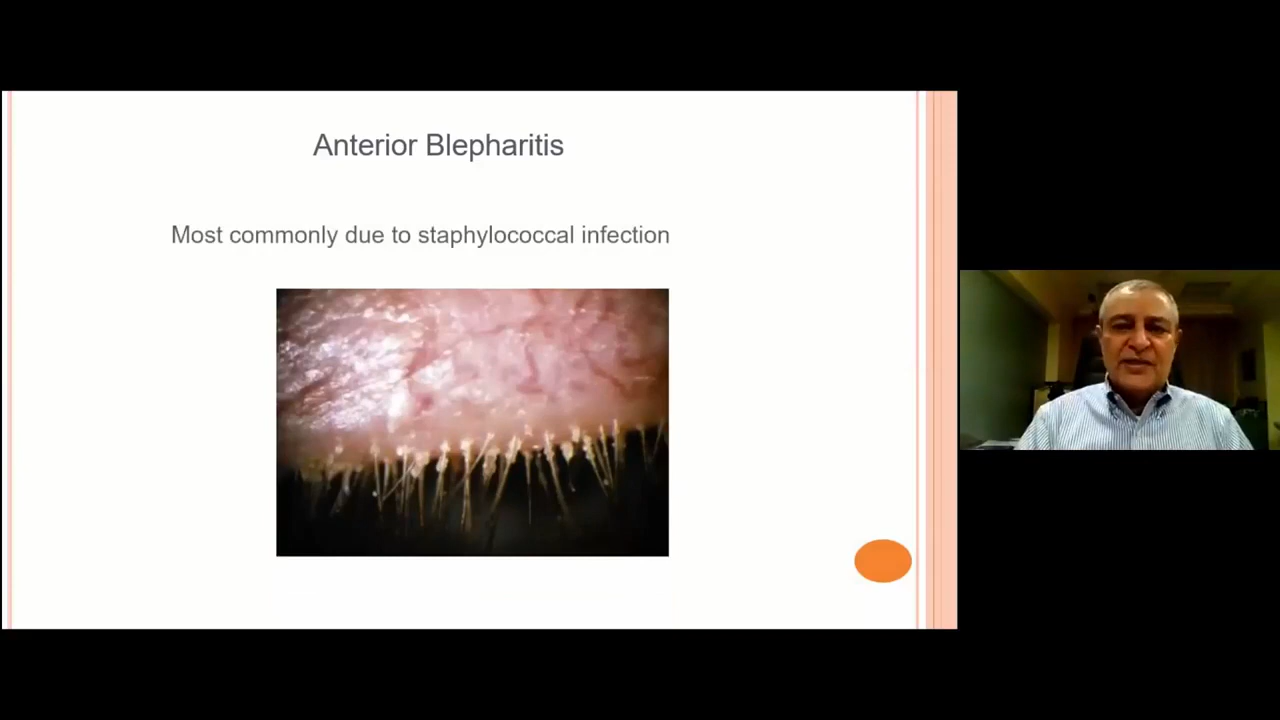 Anterior Blepharitis
Most commonly due to staphylococcal infection